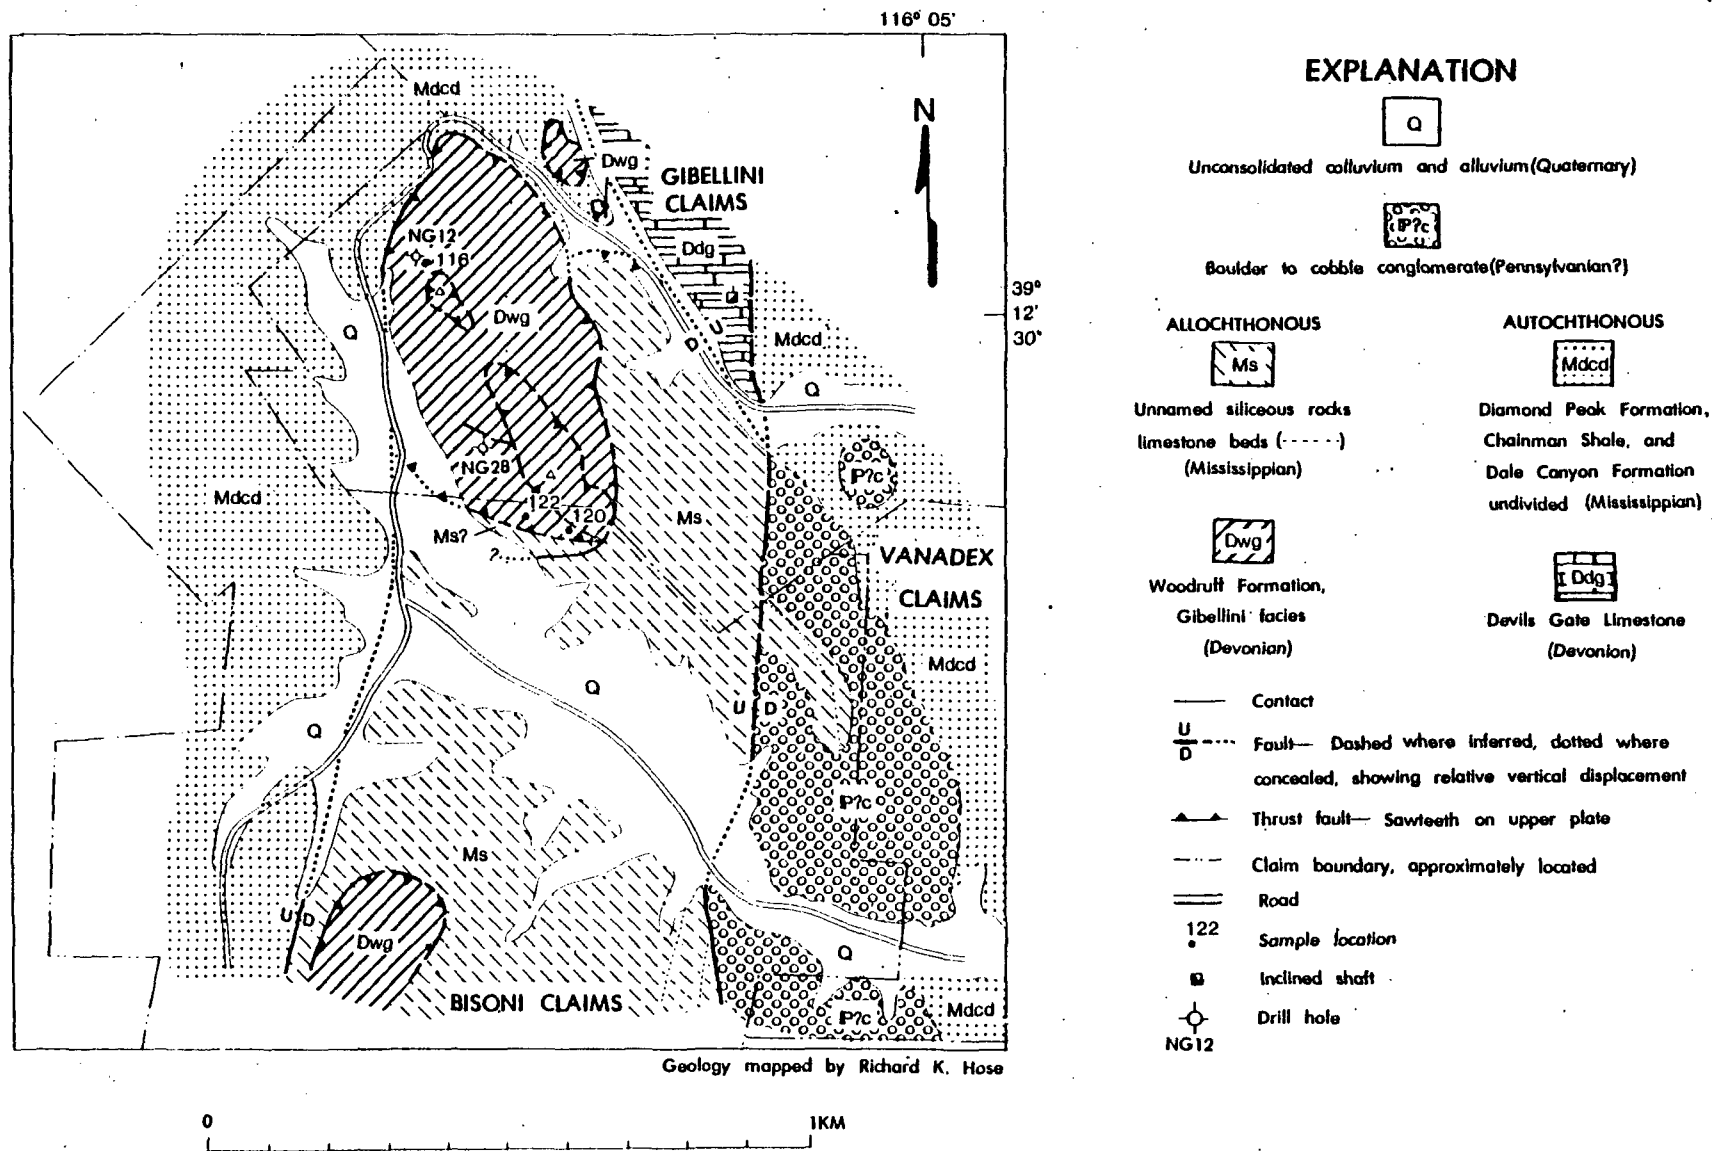 116° 05'
Mdcd
N
Dwg
GIBELLINI
CLAIMS
D
NG12
116
Ddg
39°
12'
30"
Q
Dwg
U
D
Mdcd
Q
NG28
Mdcd
IP?c
122
120
Ms
Ms?
?
VANADEX
CLAIMS
Mdcd
Q
U D
Q
IP?c
Ms
U D
Dwg
Q
BISONI CLAIMS
IP?c
Mdcd
Geology mapped by Richard K. Hose
0 1KM
EXPLANATION
Q
Unconsolidated colluvium and alluvium(Quaternary)
IP?c
Boulder to cobble conglomerate(Pennsylvanian?)
ALLOCHTHONOUS
Ms
Unnamed siliceous rocks
limestone beds (------)
(Mississippian)
Dwg
Woodruff Formation,
Gibellini facies
(Devonian)
AUTOCHTHONOUS
Mdcd
Diamond Peak Formation,
Chainman Shale, and
Dale Canyon Formation
undivided (Mississippian)
Ddg
Devils Gate Limestone
(Devonian)
Contact
U
D
Fault— Dashed where inferred, dotted where
concealed, showing relative vertical displacement
Thrust fault— Sawteeth on upper plate
Claim boundary, approximately located
Road
122
Sample location
Inclined shaft
Drill hole
NG12